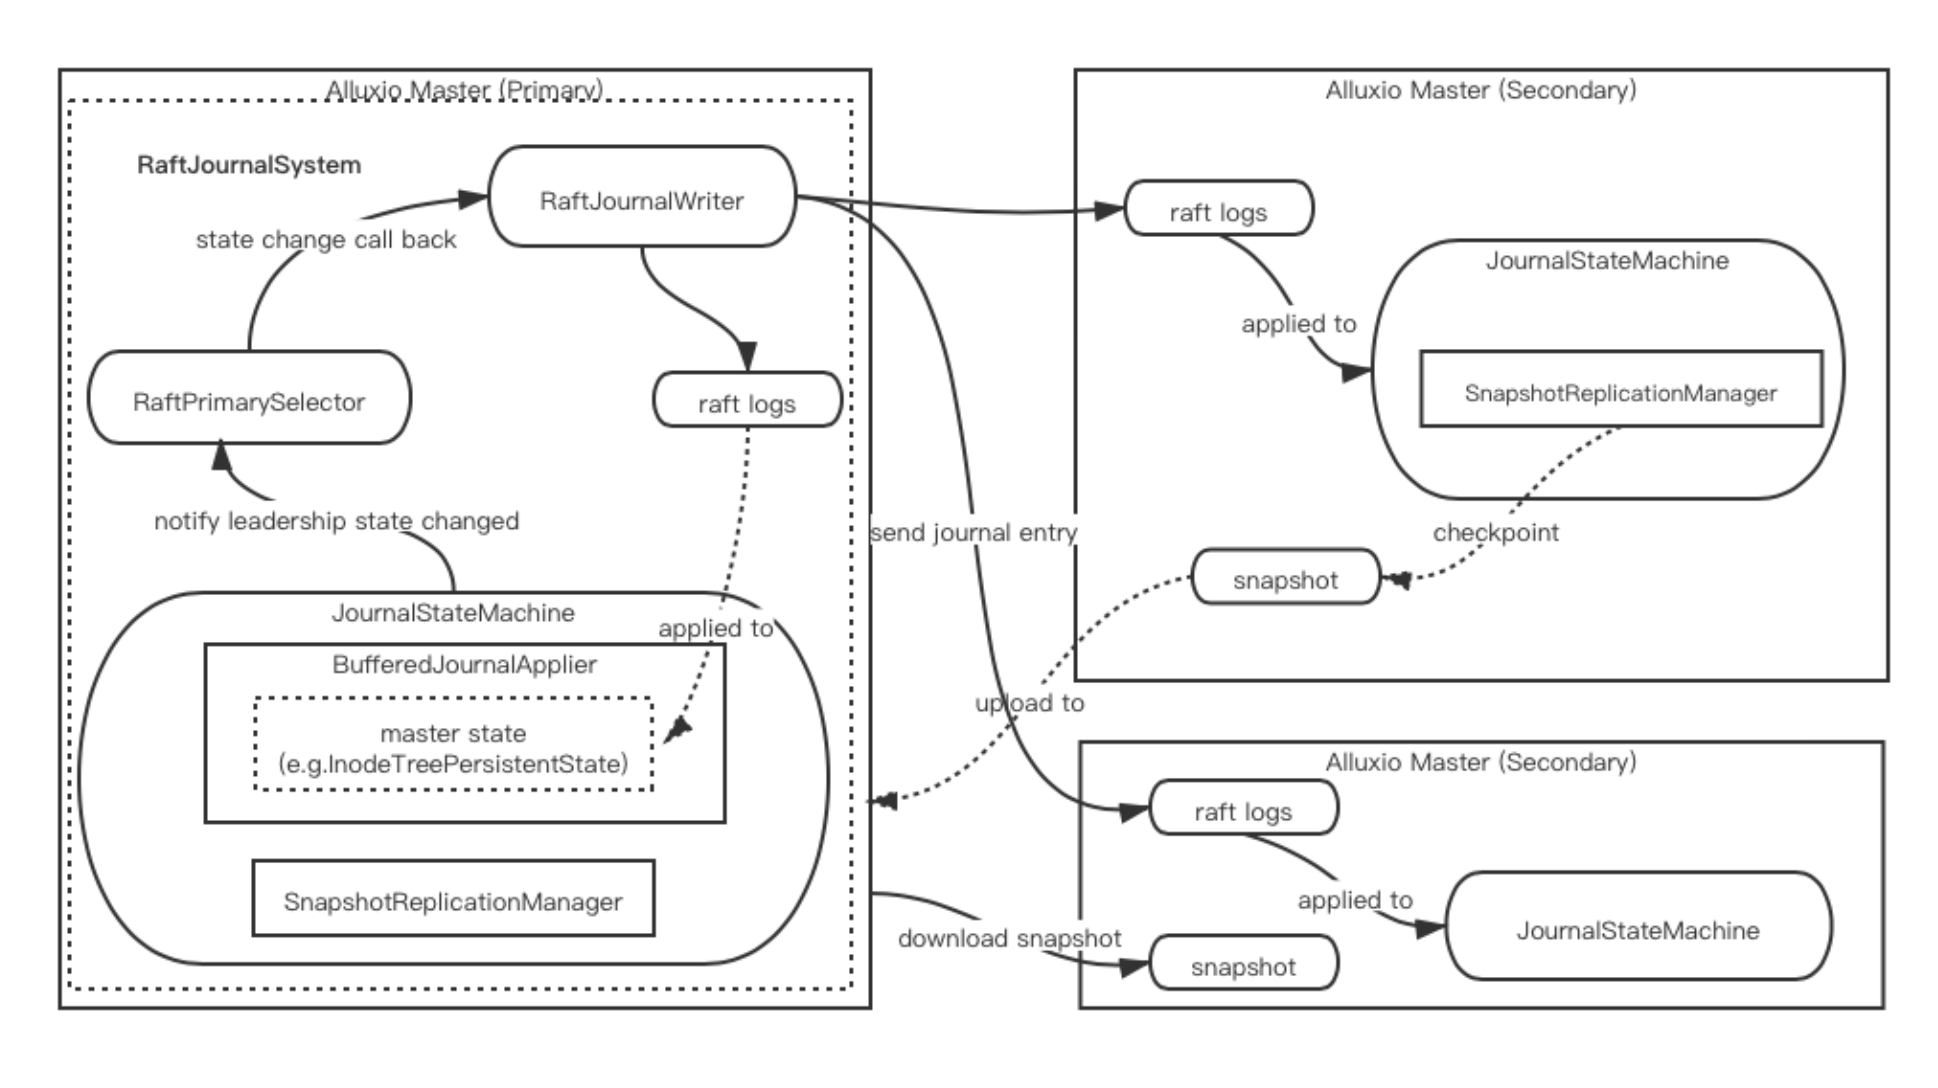 Alluxio Master (Primary)
RaftJournalSystem
RaftJournalWriter
state change call back
RaftPrimarySelector
raft logs
notify leadership state changed
JournalStateMachine
applied to
BufferedJournalApplier
master state
(e.g.InodeTreePersistentState)
SnapshotReplicationManager
send journal entry
upload to
download snapshot
Alluxio Master (Secondary)
raft logs
JournalStateMachine
applied to
SnapshotReplicationManager
checkpoint
snapshot
Alluxio Master (Secondary)
raft logs
applied to
JournalStateMachine
snapshot